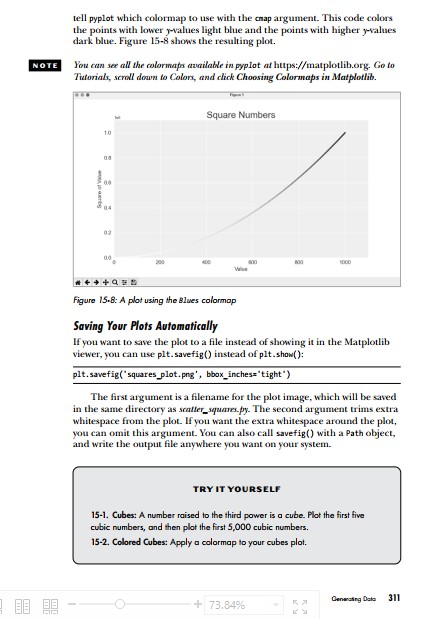 tell pyplot which colormap to use with the cmap argument. This code colors
the points with lower y-values light blue and the points with higher y-values
dark blue. Figure 15-8 shows the resulting plot.
NOTE
You can see all the colormaps available in pyplot at https://matplotlib.org. Go to
Tutorials, scroll down to Colors, and click Choosing Colormaps in Matplotlib.
Figure 1
Square Numbers
1e6
1.0
0.8
0.6
0.4
0.2
0.0
Square of Value
0 200 400 600 800 1000
Value
Figure 15-8: A plot using the Blues colormap
Saving Your Plots Automatically
If you want to save the plot to a file instead of showing it in the Matplotlib
viewer, you can use plt.savefig() instead of plt.show():
plt.savefig('squares_plot.png', bbox_inches='tight')
The first argument is a filename for the plot image, which will be saved
in the same directory as scatter_squares.py. The second argument trims extra
whitespace from the plot. If you want the extra whitespace around the plot,
you can omit this argument. You can also call savefig() with a Path object,
and write the output file anywhere you want on your system.
TRY IT YOURSELF
15-1. Cubes: A number raised to the third power is a cube. Plot the first five
cubic numbers, and then plot the first 5,000 cubic numbers.
15-2. Colored Cubes: Apply a colormap to your cubes plot.
73.84%
Generating Data 311